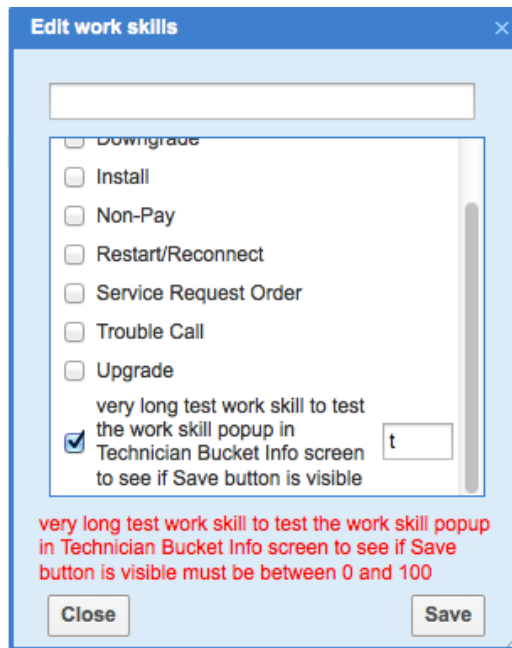 Edit work skills
Downgrade
Install
Non-Pay
Restart/Reconnect
Service Request Order
Trouble Call
Upgrade
very long test work skill to test
the work skill popup in
Technician Bucket Info screen
to see if Save button is visible
t
very long test work skill to test the work skill popup
in Technician Bucket Info screen to see if Save
button is visible must be between 0 and 100
Close
Save